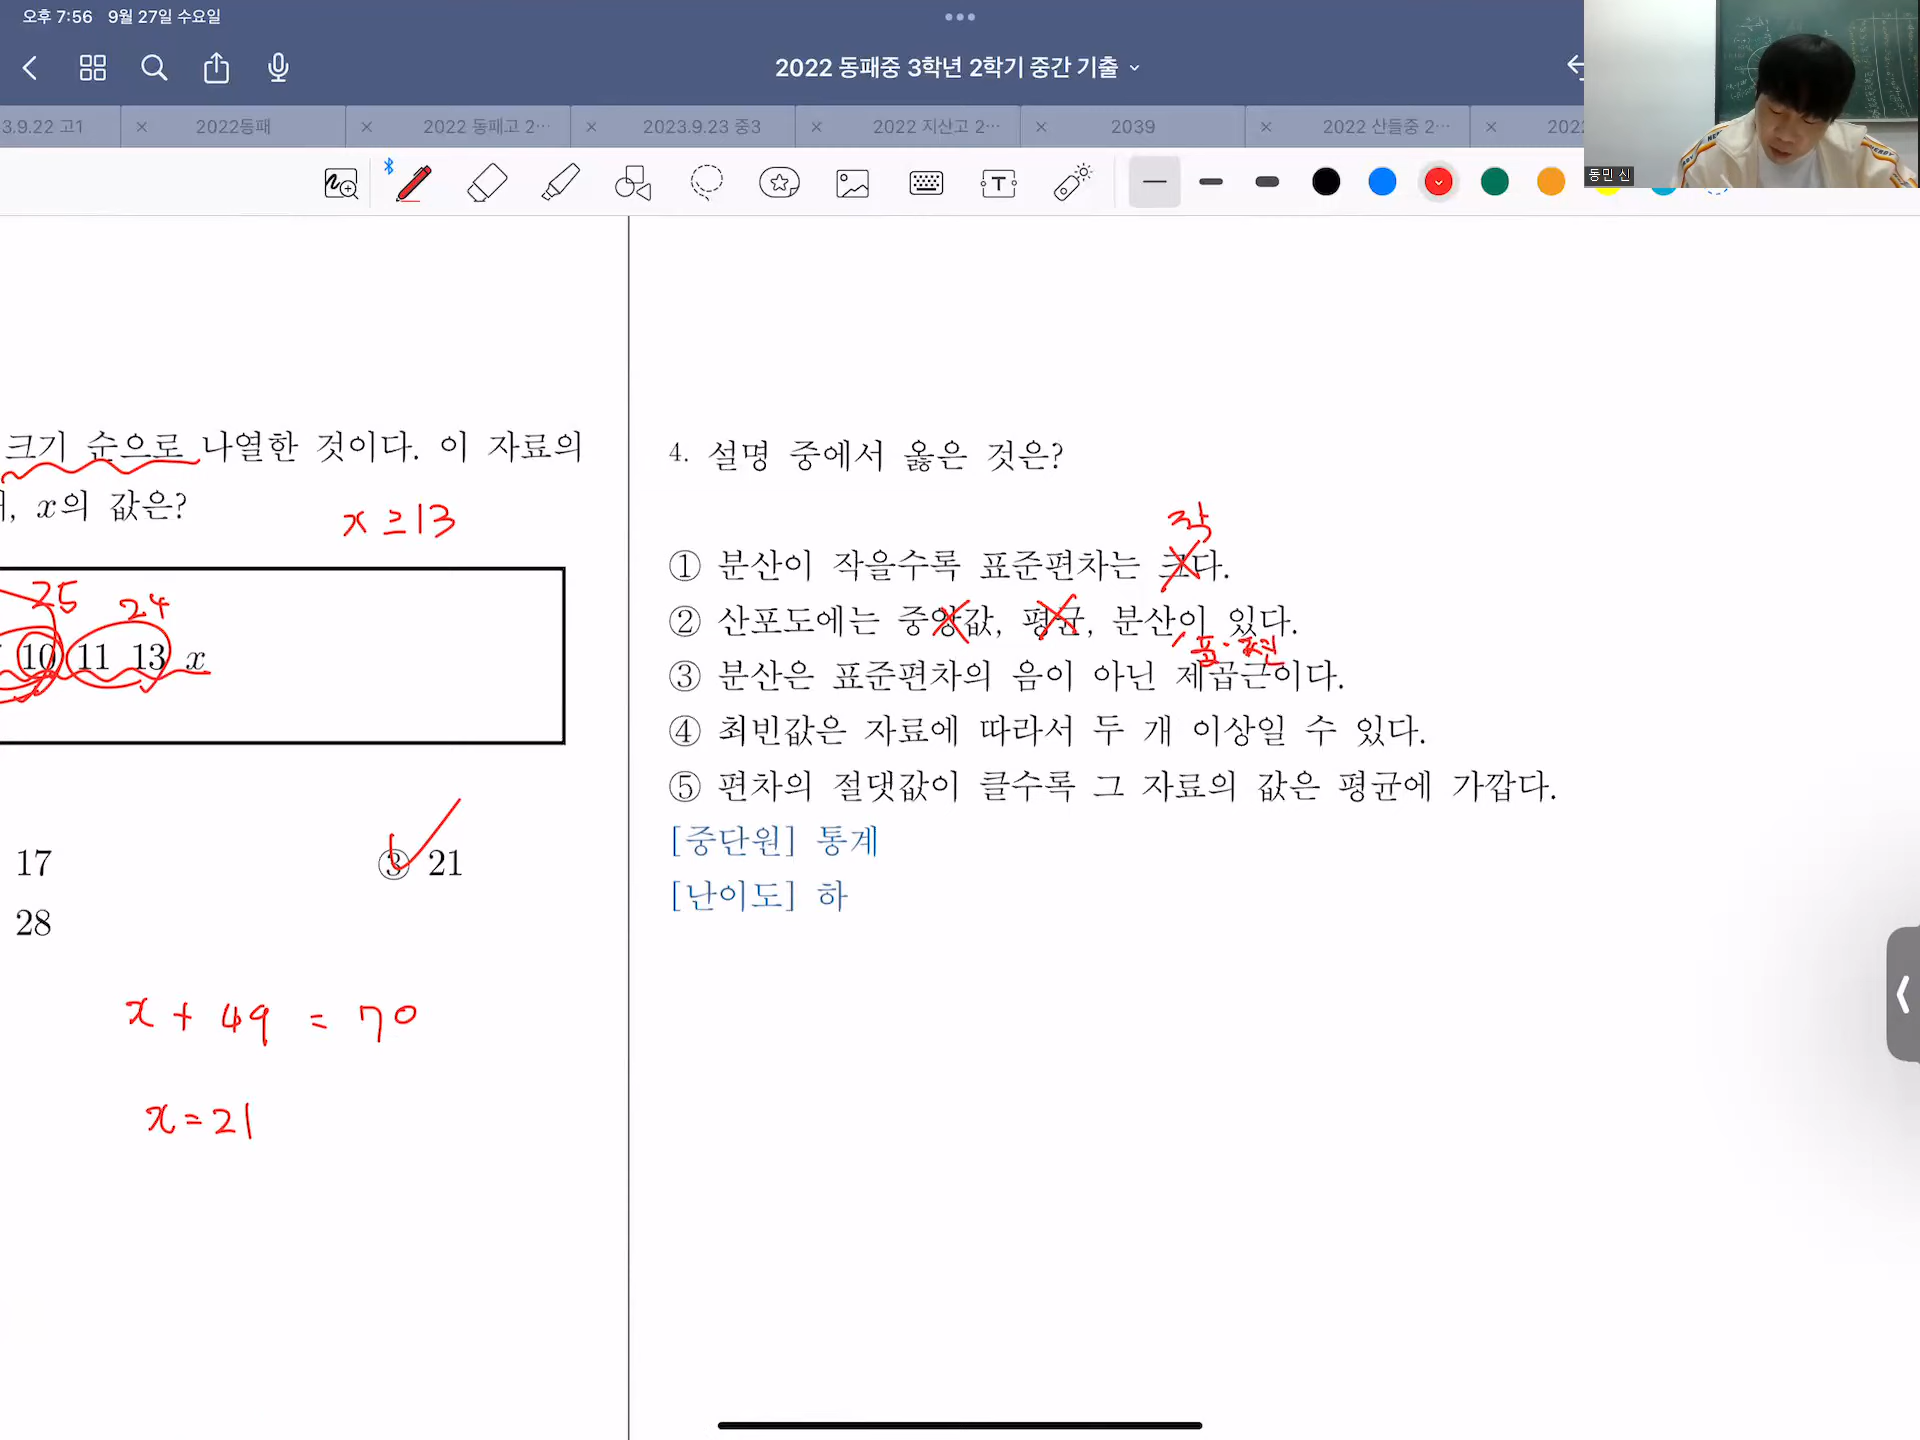 오후 7:56 9월 27일 수요일
2022 동패중 3학년 2학기 중간 기출
3.9.22 고1
2022동패
2022 동패고 2…
2023.9.23 중3
2022 지산고 2…
2039
2022 산들중 2…
202
동민 신
크기 순으로 나열한 것이다. 이 자료의
x의 값은?
x ≥ 13
25 24
10 11 13 x
17
③ 21
28
x + 49 = 70
x = 21
4. 설명 중에서 옳은 것은?
작
① 분산이 작을수록 표준편차는 크다.
② 산포도에는 중앙값, 평균, 분산이 있다.
③ 분산은 표준편차의 음이 아닌 제곱근이다.
④ 최빈값은 자료에 따라서 두 개 이상일 수 있다.
⑤ 편차의 절댓값이 클수록 그 자료의 값은 평균에 가깝다.
[중단원] 통계
[난이도] 하